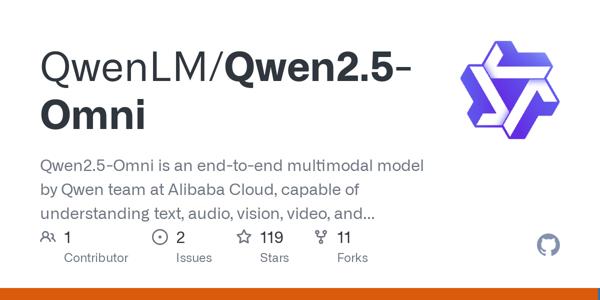 QwenLM/Qwen2.5-
Omni
Qwen2.5-Omni is an end-to-end multimodal model
by Qwen team at Alibaba Cloud, capable of
understanding text, audio, vision, video, and...
1 2 119 11
Contributor Issues Stars Forks